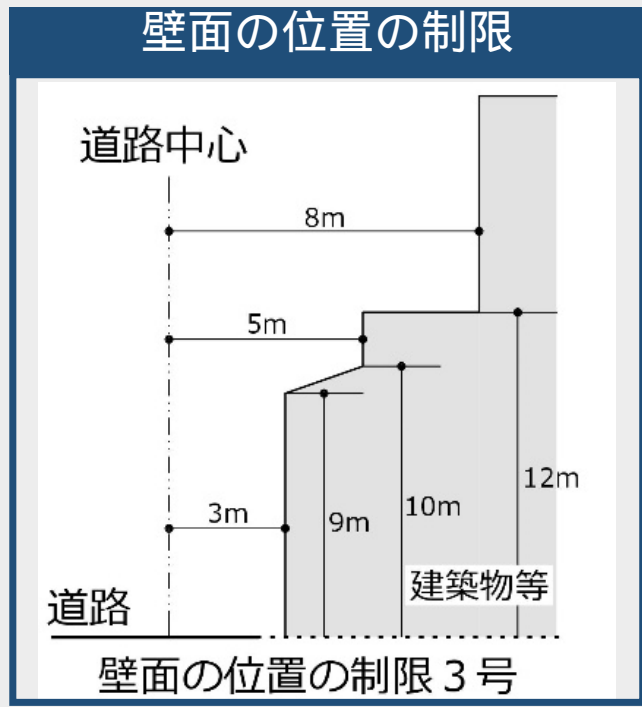 壁面の位置の制限
道路中心
8m
5m
3m
9m
10m
12m
建築物等
道路
壁面の位置の制限３号